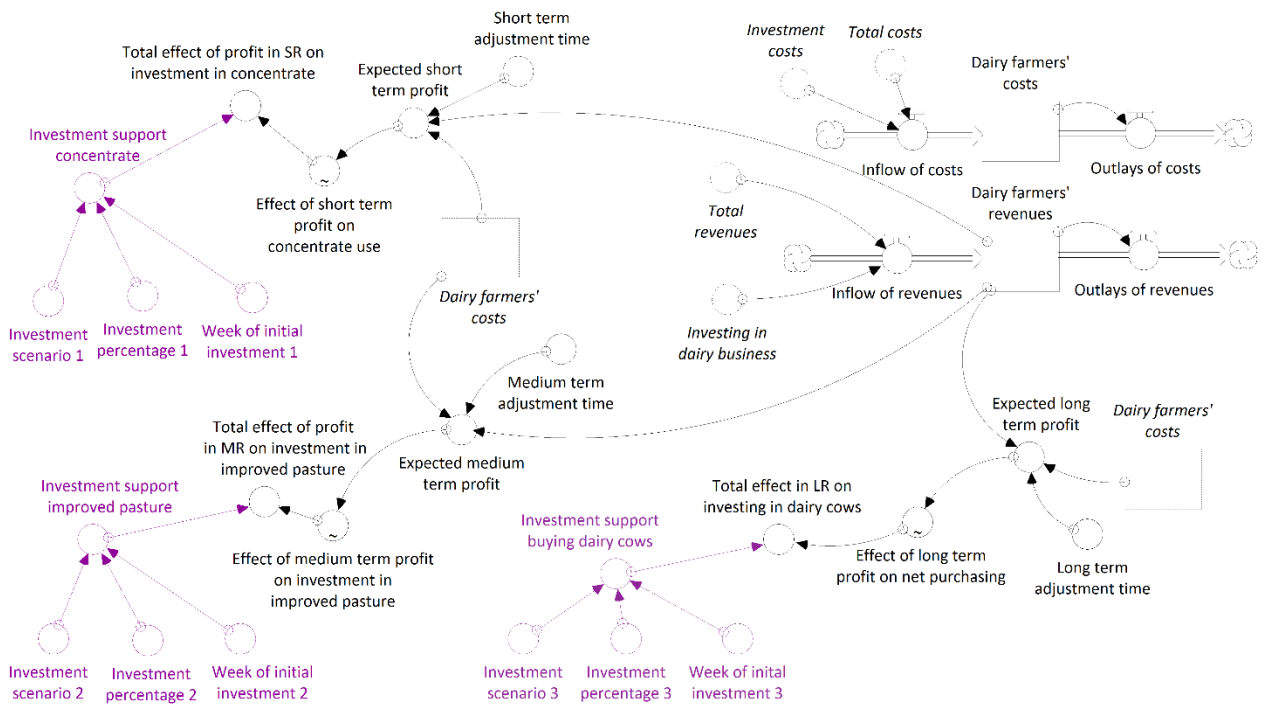 Short term
adjustment time
Total effect of profit in SR on
investment in concentrate
Expected short
term profit
Investment
costs
Total costs
Dairy farmers'
costs
Investment support
concentrate
Inflow of costs
Outlays of costs
~
Effect of short term
profit on
concentrate use
Total
revenues
Dairy farmers'
revenues
Inflow of revenues
Outlays of revenues
Dairy farmers'
costs
Investing in
dairy business
Investment
scenario 1
Investment
percentage 1
Week of initial
investment 1
Medium term
adjustment time
Total effect of profit
in MR on investment in
improved pasture
Expected medium
term profit
Expected long
term profit
Dairy farmers'
costs
Investment support
improved pasture
~
Effect of medium term profit
on investment in
improved pasture
Investment support
buying dairy cows
Total effect in LR on
investing in dairy cows
~
Effect of long term
profit on net purchasing
Long term
adjustment time
Investment
scenario 2
Investment
percentage 2
Week of initial
investment 2
Investment
scenario 3
Investment
percentage 3
Week of inital
investment 3